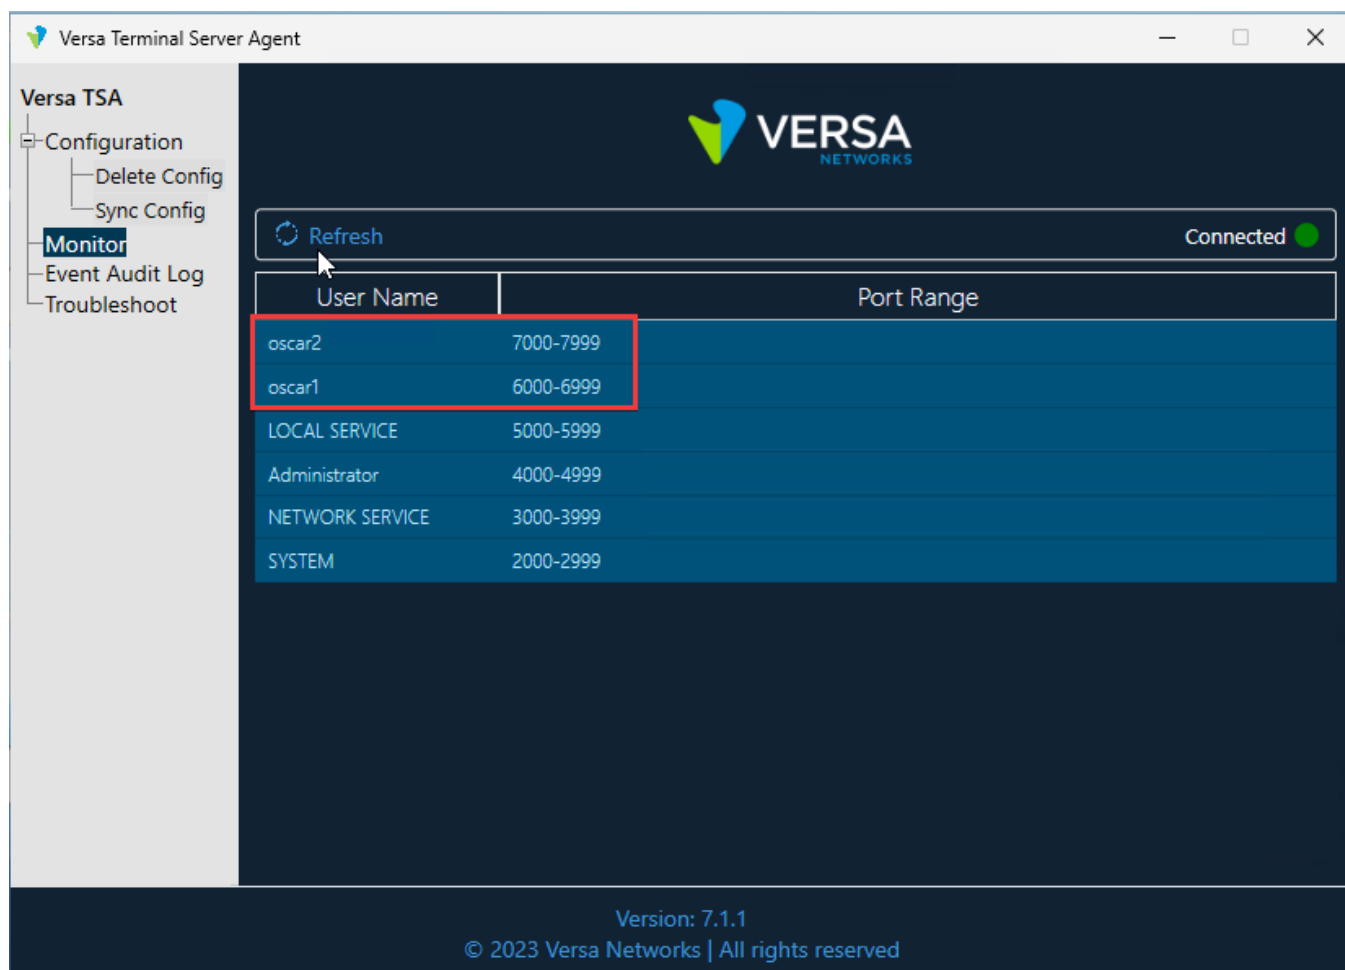 Versa Terminal Server Agent
Versa TSA
Configuration
Delete Config
Sync Config
Monitor
Event Audit Log
Troubleshoot
VERSA
NETWORKS
Refresh
Connected
User Name Port Range
oscar2 7000-7999
oscar1 6000-6999
LOCAL SERVICE 5000-5999
Administrator 4000-4999
NETWORK SERVICE 3000-3999
SYSTEM 2000-2999
Version: 7.1.1
© 2023 Versa Networks | All rights reserved